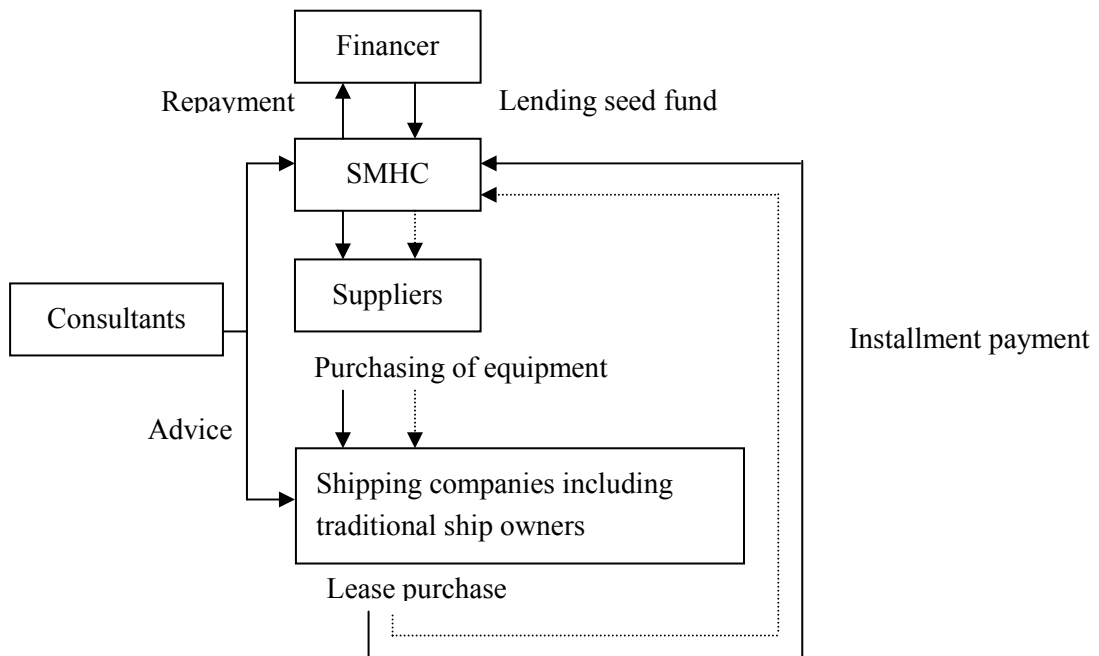 Financer
Repayment
Lending seed fund
SMHC
Suppliers
Consultants
Installment payment
Purchasing of equipment
Advice
Shipping companies including
traditional ship owners
Lease purchase